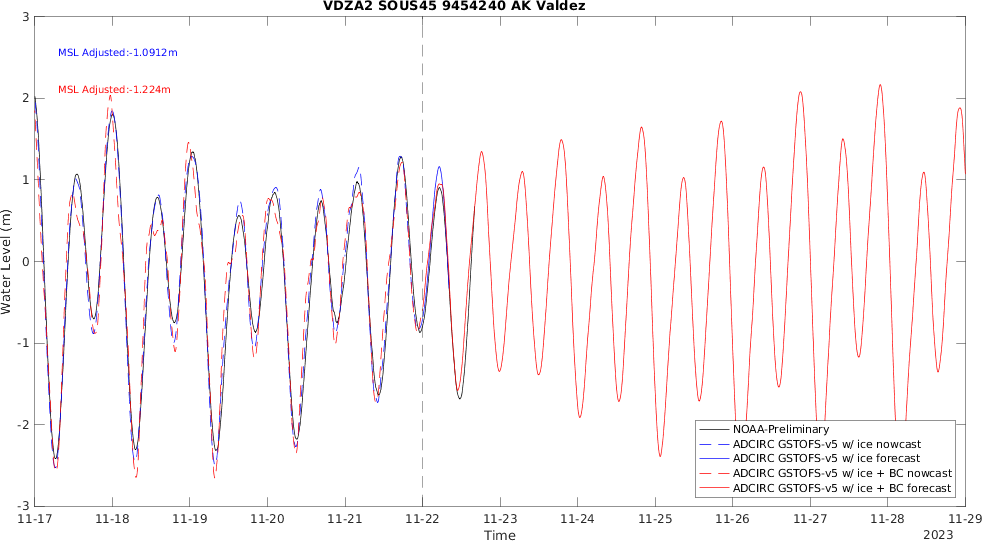 VDZA2 SOUS45 9454240 AK Valdez
MSL Adjusted:-1.0912m
MSL Adjusted:-1.224m
Water Level (m)
3
2
1
0
-1
-2
-3
NOAA-Preliminary
ADCIRC GSTOFS-v5 w/ ice nowcast
ADCIRC GSTOFS-v5 w/ ice forecast
ADCIRC GSTOFS-v5 w/ ice + BC nowcast
ADCIRC GSTOFS-v5 w/ ice + BC forecast
11-17 11-18 11-19 11-20 11-21 11-22 11-23 11-24 11-25 11-26 11-27 11-28 11-29
Time
2023